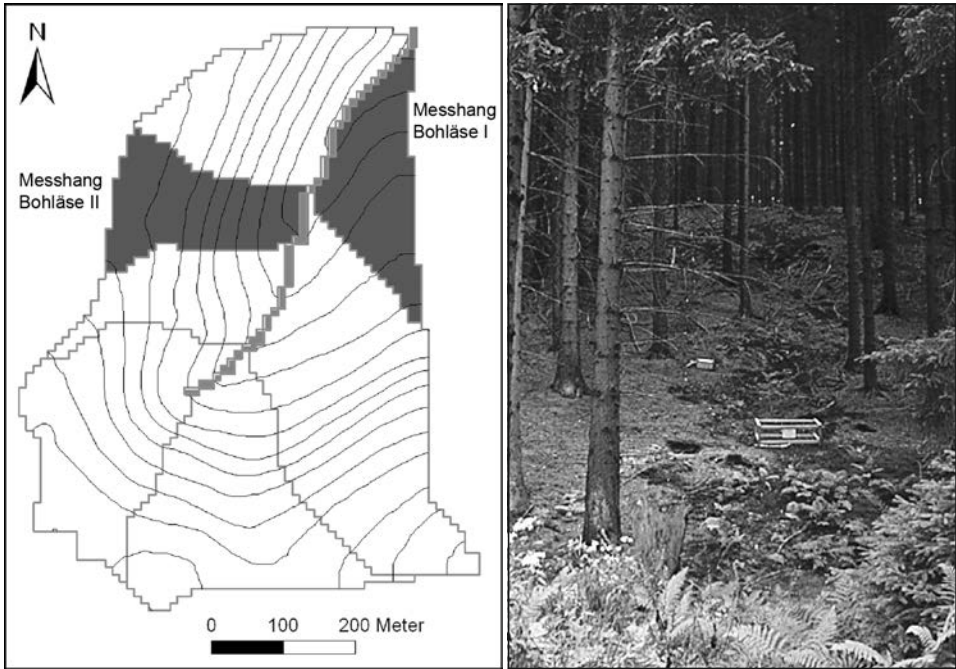 N
Messhang
Bohläse I
Messhang
Bohläse II
0 100 200 Meter